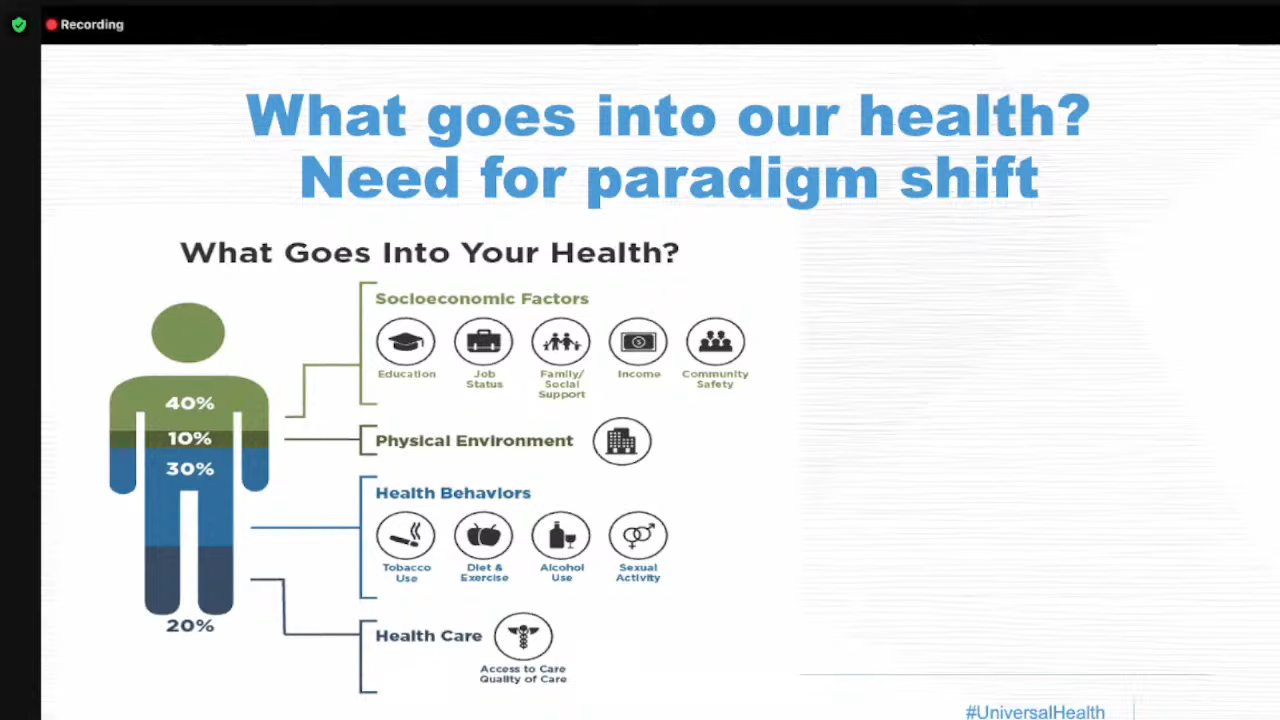 Recording
What goes into our health?
Need for paradigm shift
What Goes Into Your Health?
Socioeconomic Factors
Education
Job
Status
Family/
Social
Support
Income
Community
Safety
40%
10%
Physical Environment
30%
Health Behaviors
Tobacco
Use
Diet &
Exercise
Alcohol
Use
Sexual
Activity
20%
Health Care
Access to Care
Quality of Care
#UniversalHealth